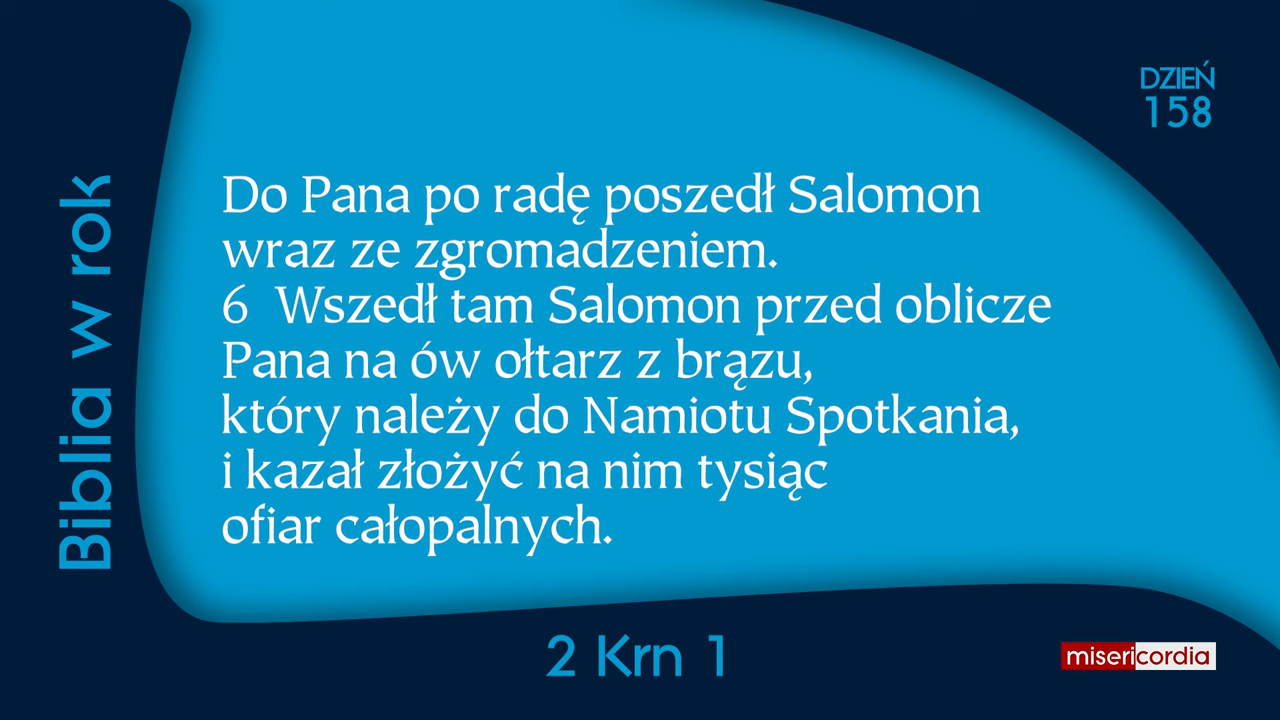 DZIEŃ
158
Biblia w rok
Do Pana po radę poszedł Salomon
wraz ze zgromadzeniem.
6  Wszedł tam Salomon przed oblicze
Pana na ów ołtarz z brązu,
który należy do Namiotu Spotkania,
i kazał złożyć na nim tysiąc
ofiar całopalnych.
2 Krn 1
misericordia